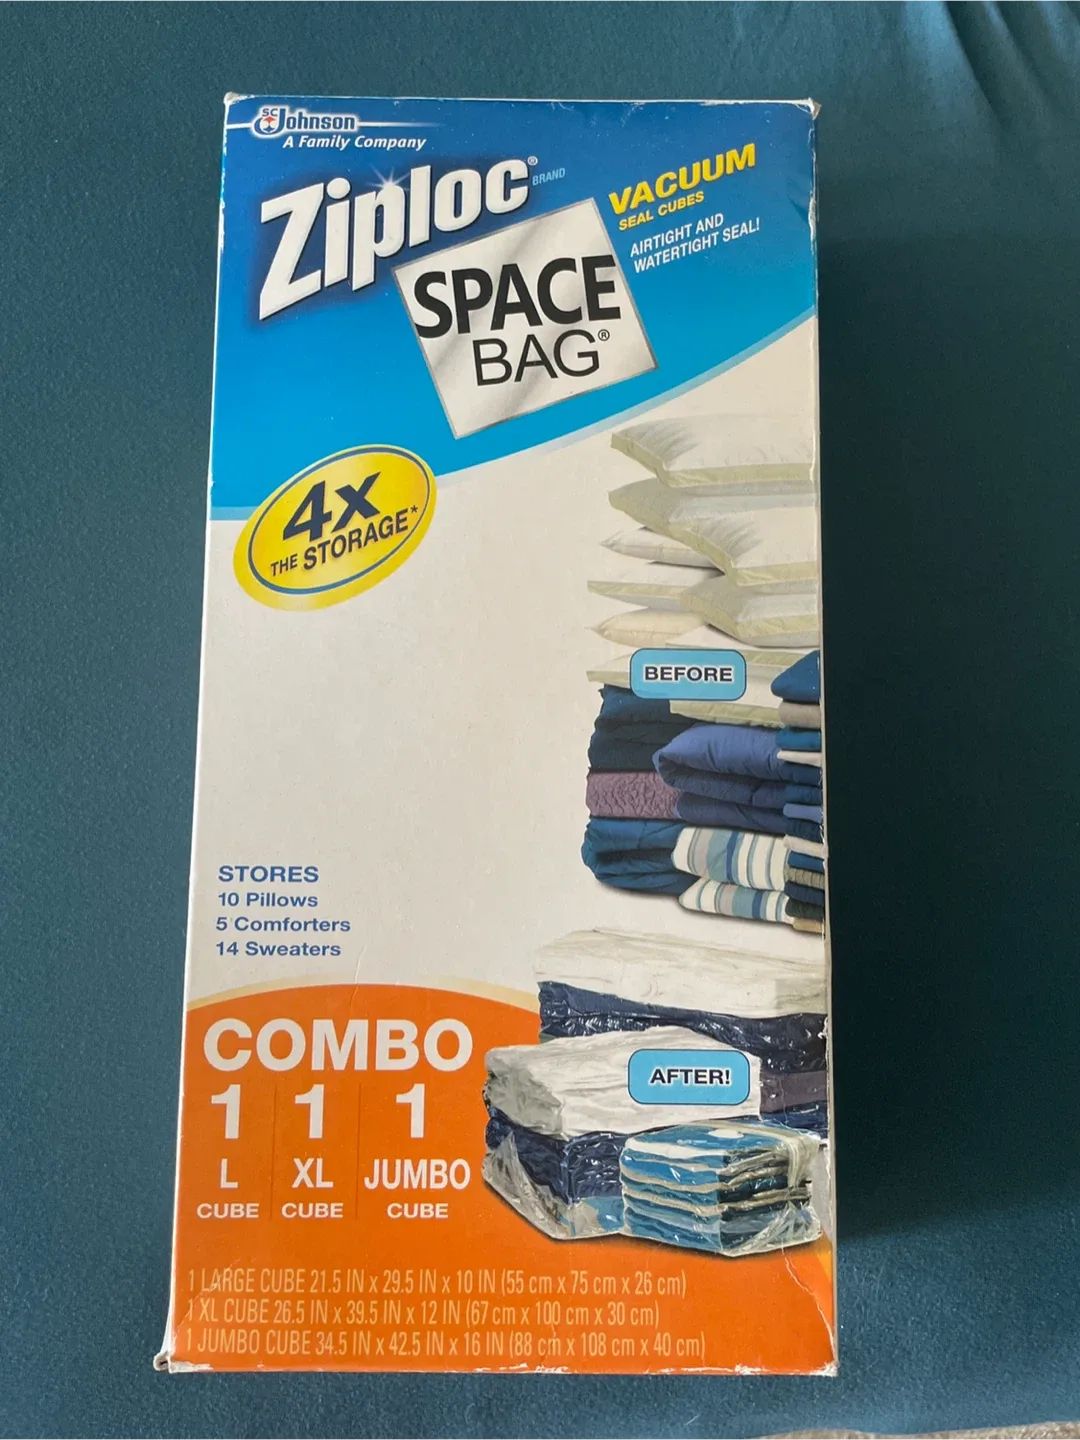 SC Johnson
A Family Company
Ziploc® BRAND
SPACE
BAG®
VACUUM
SEAL CUBES
AIRTIGHT AND
WATERTIGHT SEAL!
4x
THE STORAGE*
BEFORE
STORES
10 Pillows
5 Comforters
14 Sweaters
AFTER!
COMBO
1 1 1
L XL JUMBO
CUBE CUBE CUBE
1 LARGE CUBE 21.5 IN x 29.5 IN x 10 IN (55 cm x 75 cm x 26 cm)
1 XL CUBE 26.5 IN x 39.5 IN x 12 IN (67 cm x 100 cm x 30 cm)
1 JUMBO CUBE 34.5 IN x 42.5 IN x 16 IN (88 cm x 108 cm x 40 cm)